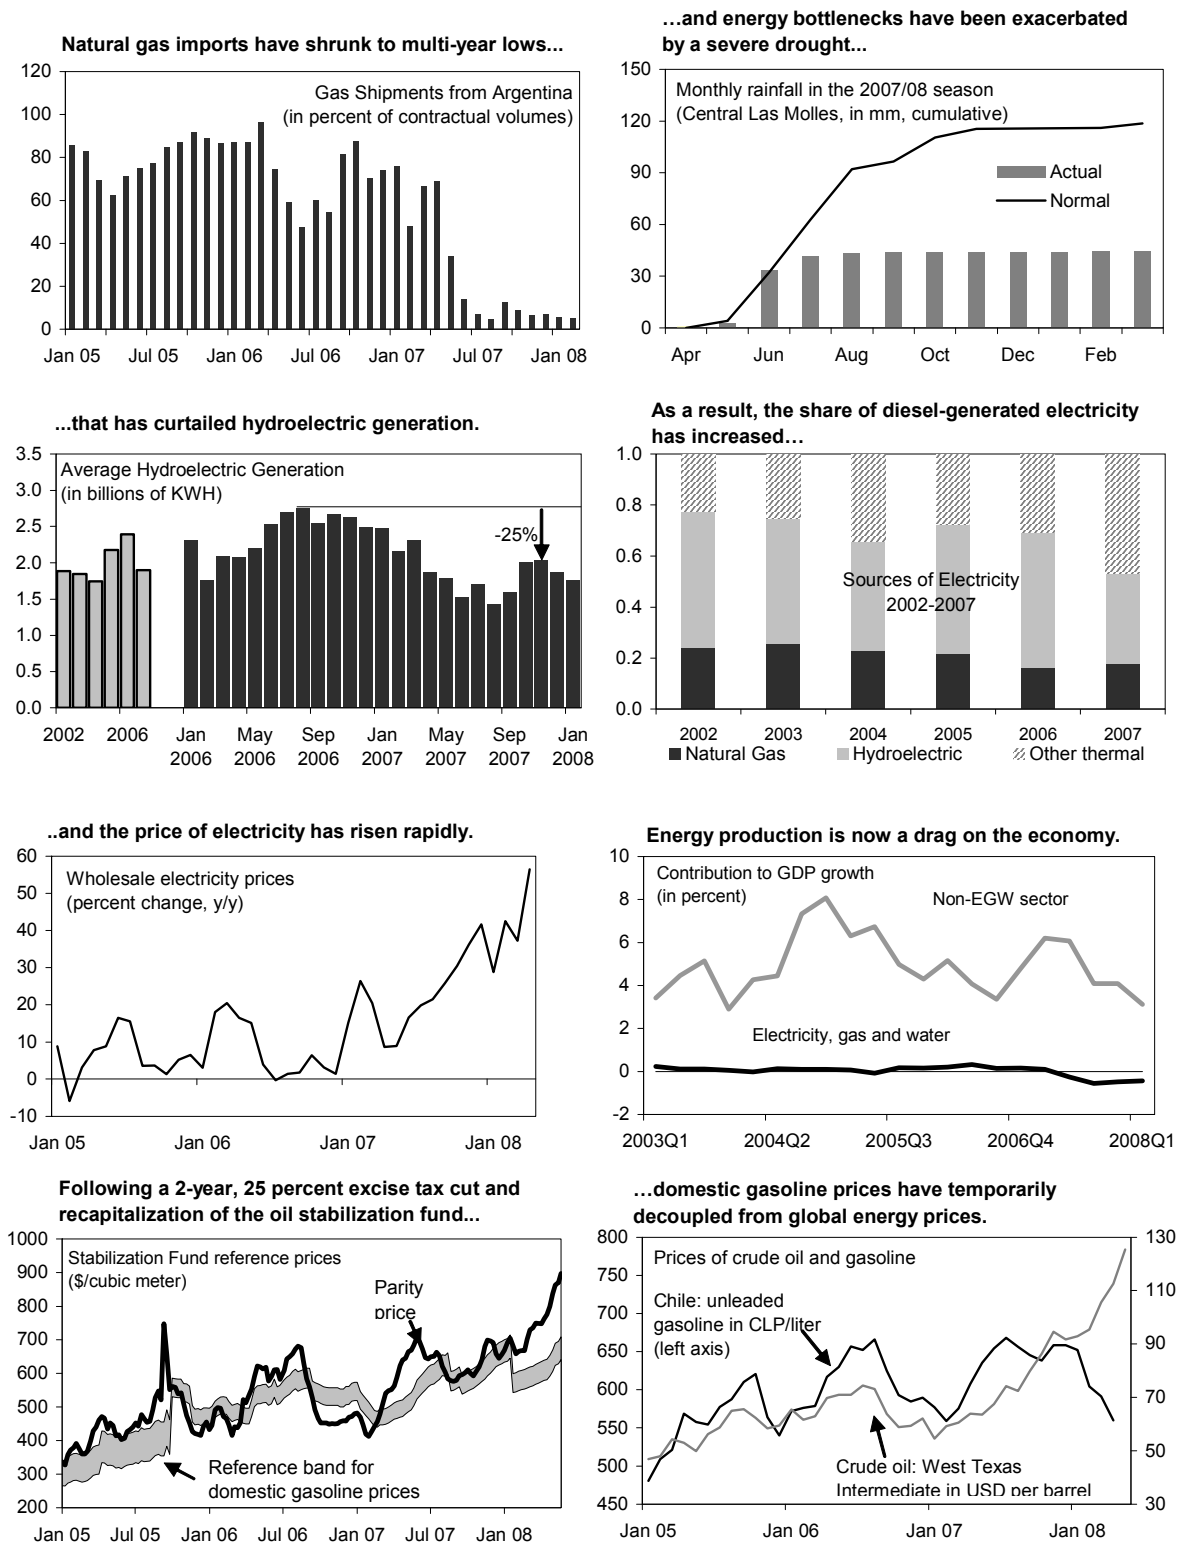 Natural gas imports have shrunk to multi-year lows...
120
100
80
60
40
20
0
Gas Shipments from Argentina
(in percent of contractual volumes)
Jan 05 Jul 05 Jan 06 Jul 06 Jan 07 Jul 07 Jan 08
…and energy bottlenecks have been exacerbated
by a severe drought...
150
120
90
60
30
0
Monthly rainfall in the 2007/08 season
(Central Las Molles, in mm, cumulative)
Actual
Normal
Apr Jun Aug Oct Dec Feb
...that has curtailed hydroelectric generation.
3.5
3.0
2.5
2.0
1.5
1.0
0.5
0.0
Average Hydroelectric Generation
(in billions of KWH)
-25%
2002 2006 Jan May Sep Jan May Sep Jan
2006 2006 2006 2007 2007 2007 2008
As a result, the share of diesel-generated electricity
has increased…
1.0
0.8
0.6
0.4
0.2
0.0
Sources of Electricity
2002-2007
2002 2003 2004 2005 2006 2007
Natural Gas Hydroelectric Other thermal
..and the price of electricity has risen rapidly.
60
50
40
30
20
10
0
-10
Wholesale electricity prices
(percent change, y/y)
Jan 05 Jan 06 Jan 07 Jan 08
Energy production is now a drag on the economy.
10
8
6
4
2
0
-2
Contribution to GDP growth
(in percent)
Non-EGW sector
Electricity, gas and water
2003Q1 2004Q2 2005Q3 2006Q4 2008Q1
Following a 2-year, 25 percent excise tax cut and
recapitalization of the oil stabilization fund...
1000
900
800
700
600
500
400
300
200
Stabilization Fund reference prices
($/cubic meter)
Parity
price
Reference band for
domestic gasoline prices
Jan 05 Jul 05 Jan 06 Jul 06 Jan 07 Jul 07 Jan 08
…domestic gasoline prices have temporarily
decoupled from global energy prices.
800
750
700
650
600
550
500
450
Prices of crude oil and gasoline
Chile: unleaded
gasoline in CLP/liter
(left axis)
Crude oil: West Texas
Intermediate in USD per barrel
130
110
90
70
50
30
Jan 05 Jan 06 Jan 07 Jan 08